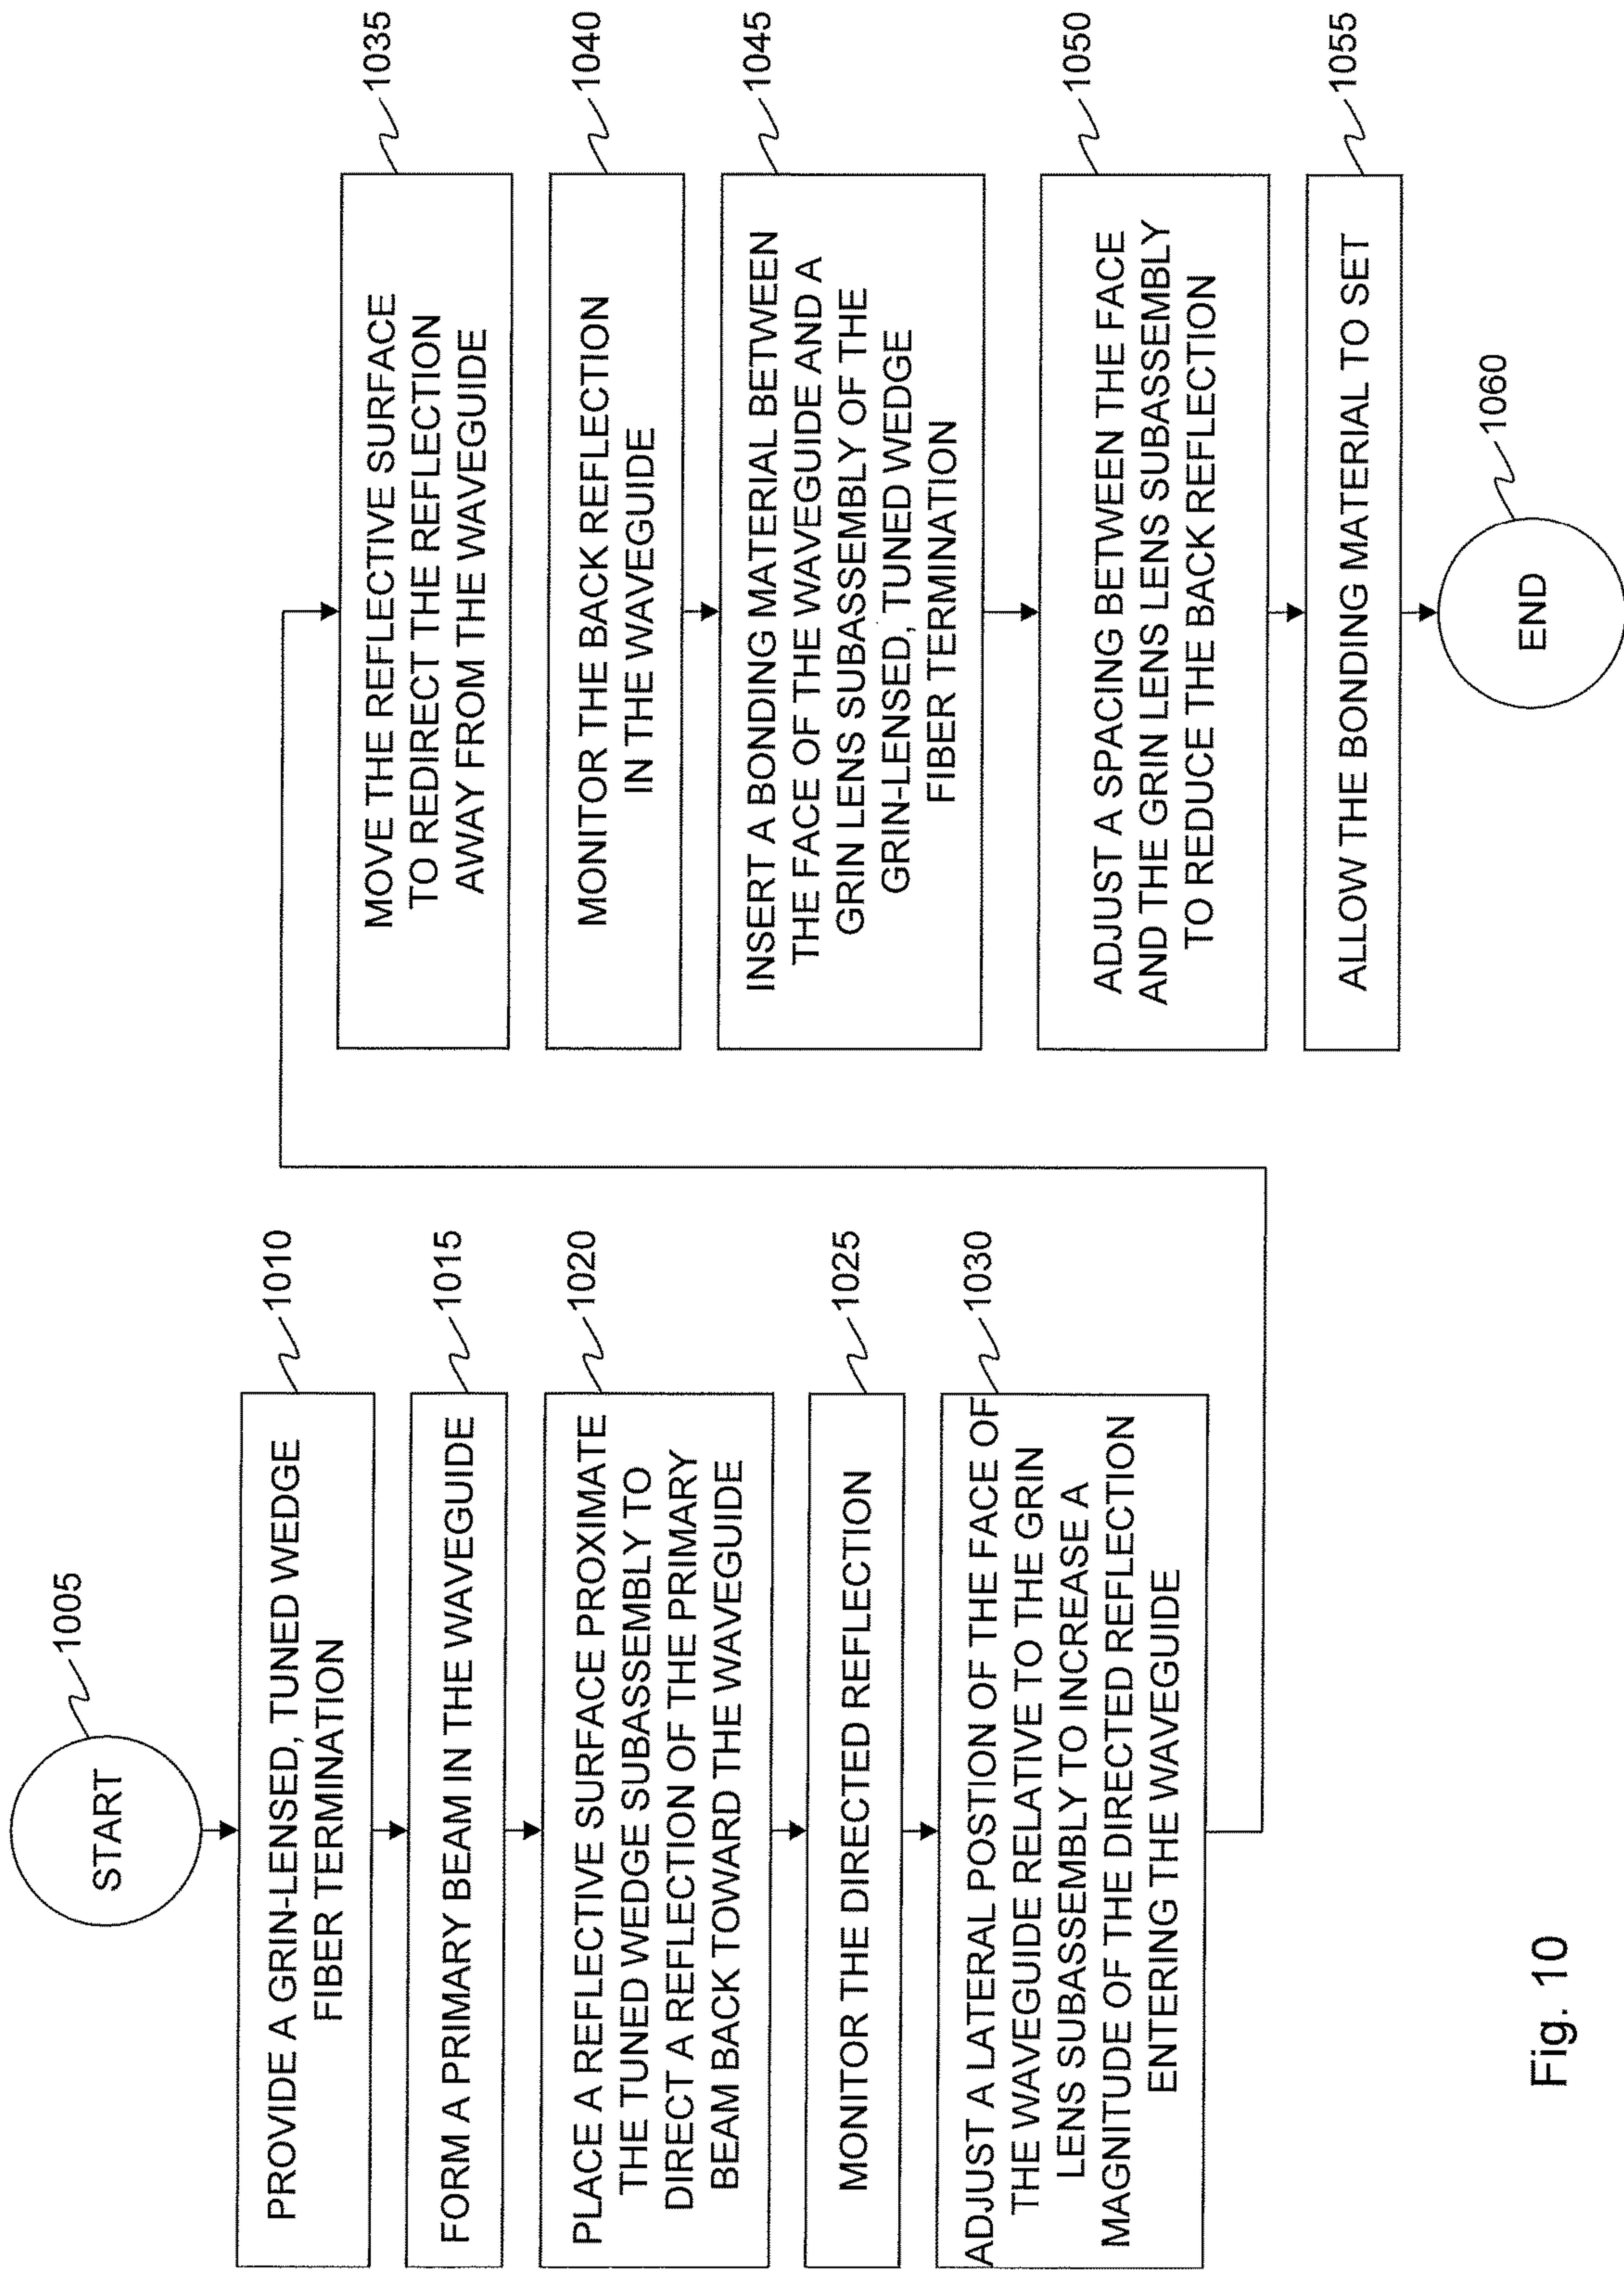 START
1005
PROVIDE A GRIN-LENSED, TUNED WEDGE
FIBER TERMINATION
1010
FORM A PRIMARY BEAM IN THE WAVEGUIDE
1015
PLACE A REFLECTIVE SURFACE PROXIMATE
THE TUNED WEDGE SUBASSEMBLY TO
DIRECT A REFLECTION OF THE PRIMARY
BEAM BACK TOWARD THE WAVEGUIDE
1020
MONITOR THE DIRECTED REFLECTION
1025
ADJUST A LATERAL POSTION OF THE FACE OF
THE WAVEGUIDE RELATIVE TO THE GRIN
LENS SUBASSEMBLY TO INCREASE A
MAGNITUDE OF THE DIRECTED REFLECTION
ENTERING THE WAVEGUIDE
1030
MOVE THE REFLECTIVE SURFACE
TO REDIRECT THE REFLECTION
AWAY FROM THE WAVEGUIDE
1035
MONITOR THE BACK REFLECTION
IN THE WAVEGUIDE
1040
INSERT A BONDING MATERIAL BETWEEN
THE FACE OF THE WAVEGUIDE AND A
GRIN LENS SUBASSEMBLY OF THE
GRIN-LENSED, TUNED WEDGE
FIBER TERMINATION
1045
ADJUST A SPACING BETWEEN THE FACE
AND THE GRIN LENS LENS SUBASSEMBLY
TO REDUCE THE BACK REFLECTION
1050
ALLOW THE BONDING MATERIAL TO SET
1055
END
1060
Fig. 10